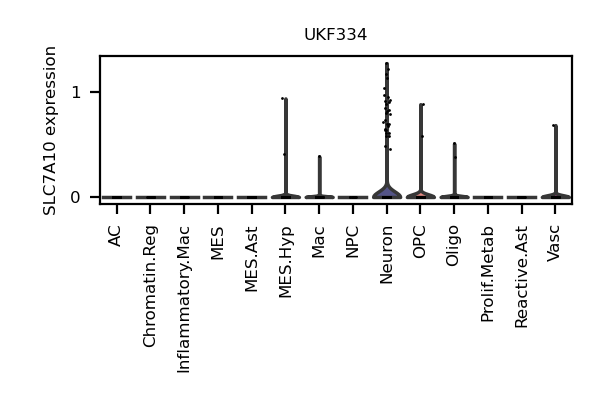 UKF334
SLC7A10 expression
1
0
AC
Chromatin.Reg
Inflammatory.Mac
MES
MES.Ast
MES.Hyp
Mac
NPC
Neuron
OPC
Oligo
Prolif.Metab
Reactive.Ast
Vasc